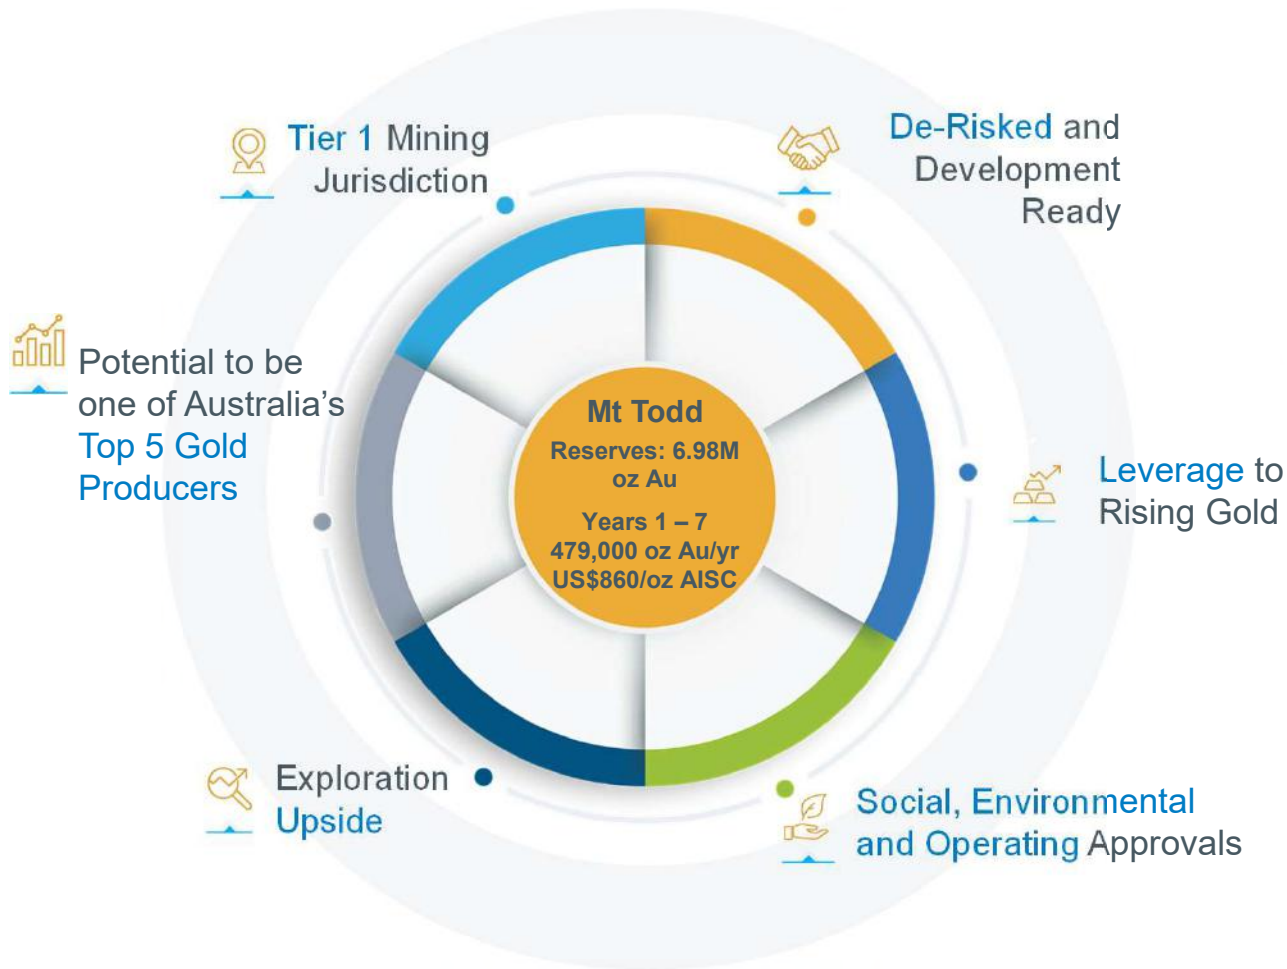 Tier 1 Mining
Jurisdiction
De-Risked and
Development
Ready
Potential to be
one of Australia’s
Top 5 Gold
Producers
Mt Todd
Reserves: 6.98M
oz Au
Years 1 – 7
479,000 oz Au/yr
US$860/oz AISC
Leverage to
Rising Gold
Exploration
Upside
Social, Environmental
and Operating Approvals